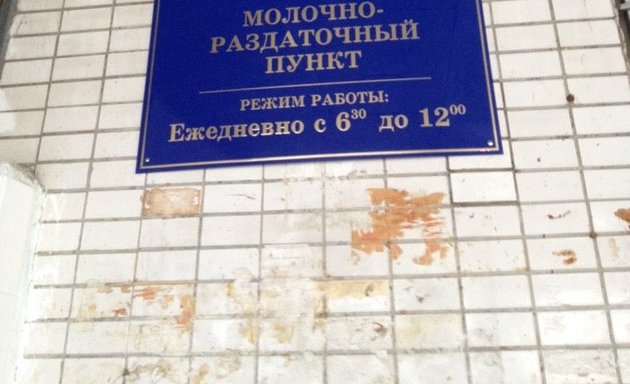 МОЛОЧНО-
РАЗДАТОЧНЫЙ
ПУНКТ
РЕЖИМ РАБОТЫ:
Ежедневно с 6³⁰ до 12⁰⁰